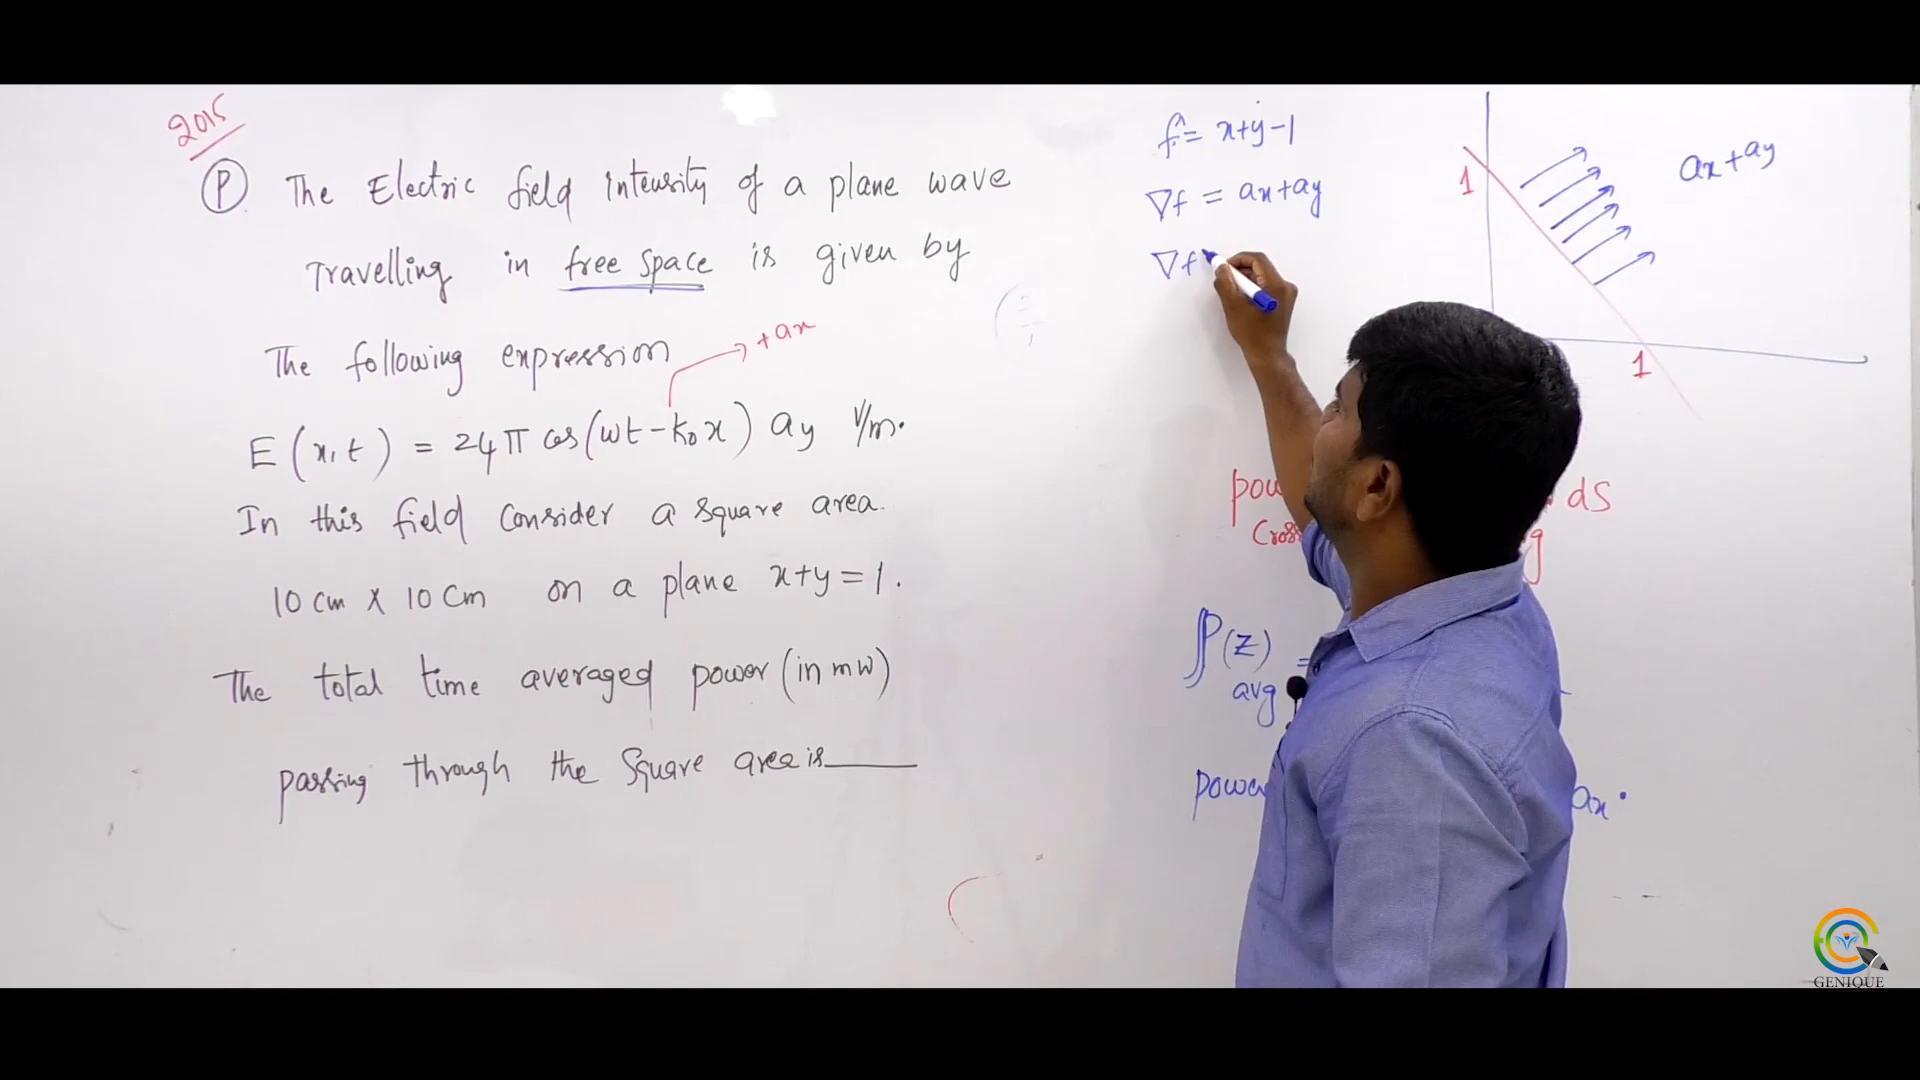 2015
P The Electric field intensity of a plane wave
Travelling in free space is given by
The following expression
+ax
E(x,t) = 24π cos(wt-k₀x) ay V/m.
In this field Consider a square area.
10 cm x 10 cm on a plane x+y=1.
The total time averaged power (in mw)
passing through the square area is____
f = x+y-1
∇f = ax+ay
∇f
1
ax+ay
1
dS
P(z)
avg
power
ax.
GENIQUE